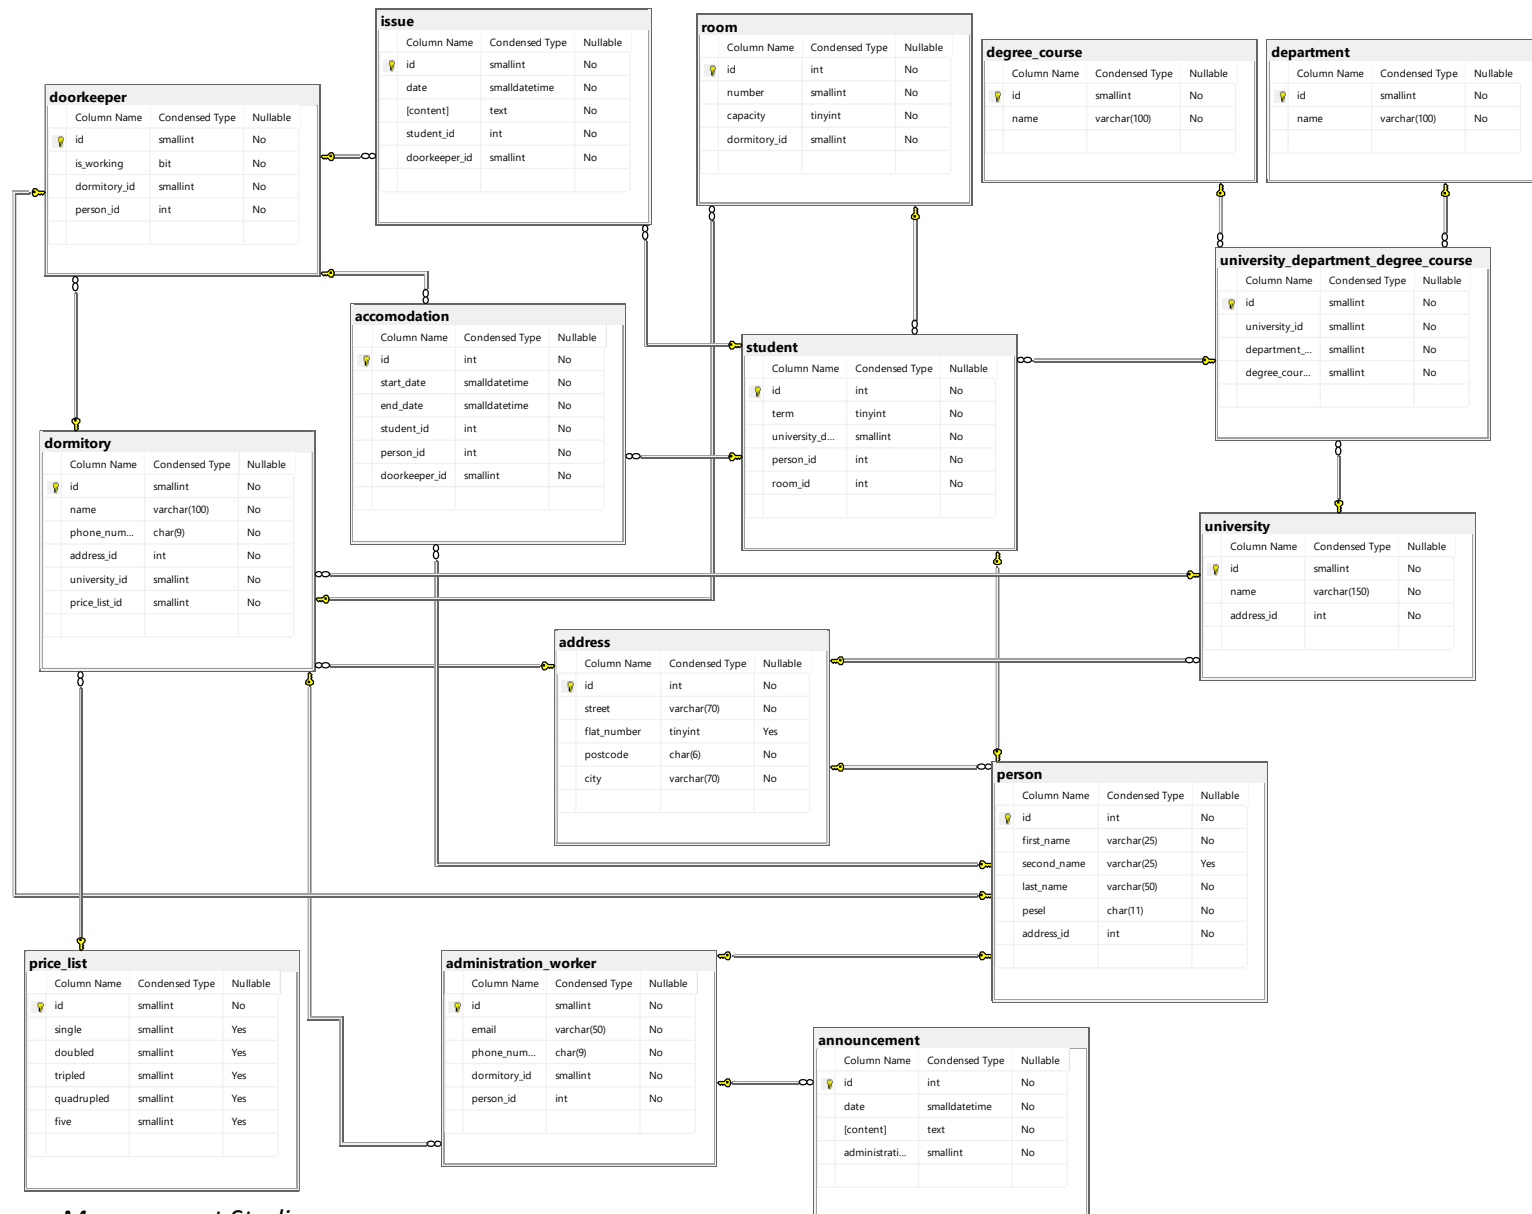 issue
Column Name Condensed Type Nullable
id smallint No
date smalldatetime No
[content] text No
student_id int No
doorkeeper_id smallint No
room
Column Name Condensed Type Nullable
id int No
number smallint No
capacity tinyint No
dormitory_id smallint No
degree_course
Column Name Condensed Type Nullable
id smallint No
name varchar(100) No
department
Column Name Condensed Type Nullable
id smallint No
name varchar(100) No
doorkeeper
Column Name Condensed Type Nullable
id smallint No
is_working bit No
dormitory_id smallint No
person_id int No
university_department_degree_course
Column Name Condensed Type Nullable
id smallint No
university_id smallint No
department_... smallint No
degree_cour... smallint No
accomodation
Column Name Condensed Type Nullable
id int No
start_date smalldatetime No
end_date smalldatetime No
student_id int No
person_id int No
doorkeeper_id smallint No
student
Column Name Condensed Type Nullable
id int No
term tinyint No
university_d... smallint No
person_id int No
room_id int No
dormitory
Column Name Condensed Type Nullable
id smallint No
name varchar(100) No
phone_num... char(9) No
address_id int No
university_id smallint No
price_list_id smallint No
university
Column Name Condensed Type Nullable
id smallint No
name varchar(150) No
address_id int No
address
Column Name Condensed Type Nullable
id int No
street varchar(70) No
flat_number tinyint Yes
postcode char(6) No
city varchar(70) No
person
Column Name Condensed Type Nullable
id int No
first_name varchar(25) No
second_name varchar(25) Yes
last_name varchar(50) No
pesel char(11) No
address_id int No
price_list
Column Name Condensed Type Nullable
id smallint No
single smallint Yes
doubled smallint Yes
tripled smallint Yes
quadrupled smallint Yes
five smallint Yes
administration_worker
Column Name Condensed Type Nullable
id smallint No
email varchar(50) No
phone_num... char(9) No
dormitory_id smallint No
person_id int No
announcement
Column Name Condensed Type Nullable
id int No
date smalldatetime No
[content] text No
administrati... smallint No